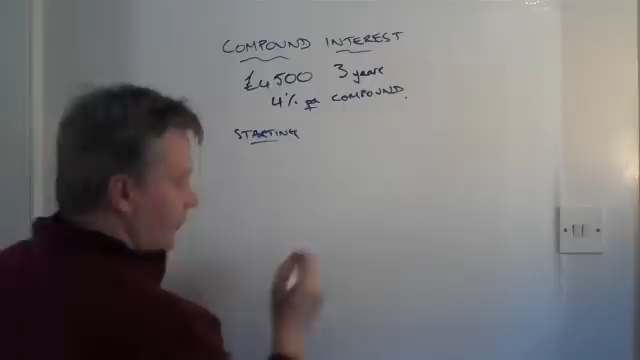 COMPOUND INTEREST
£4500 3 years
4% pa COMPOUND.
STARTING